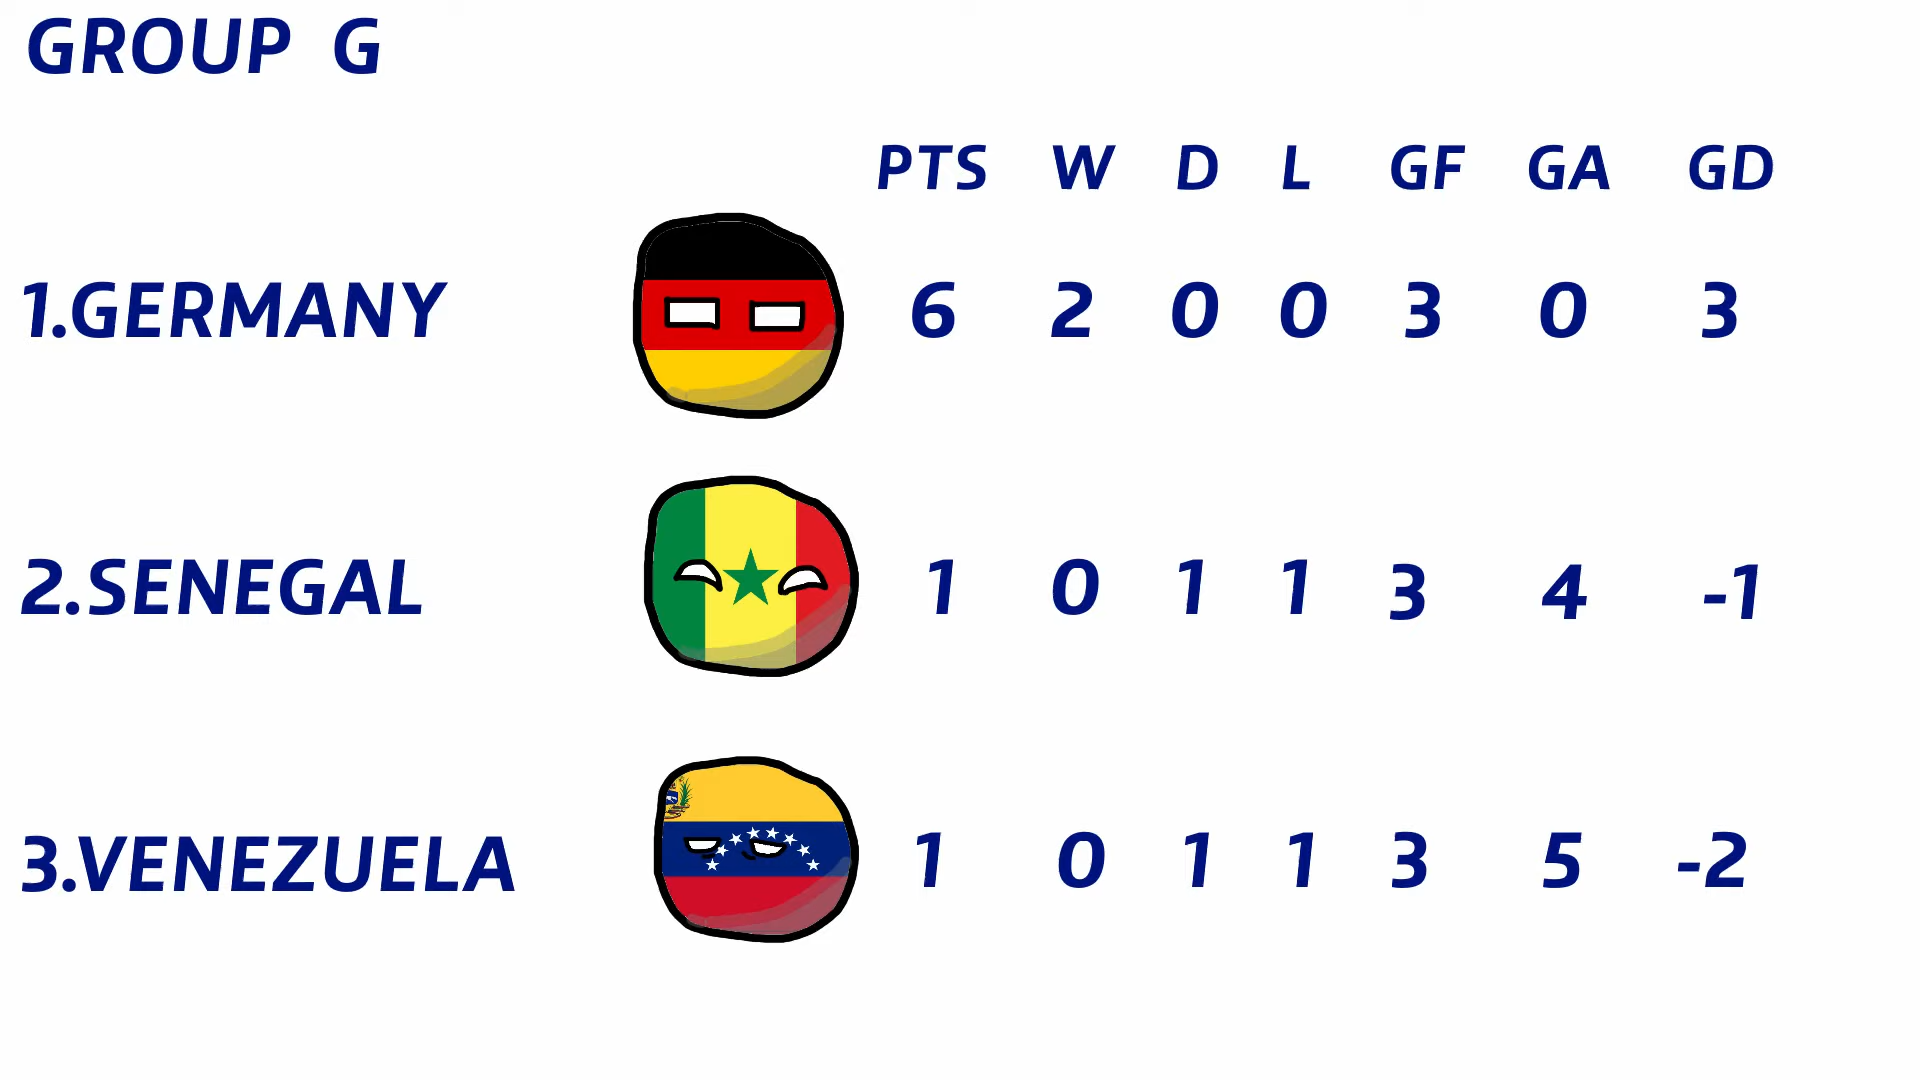 GROUP G
PTS W D L GF GA GD
1.GERMANY 6 2 0 0 3 0 3
2.SENEGAL 1 0 1 1 3 4 -1
3.VENEZUELA 1 0 1 1 3 5 -2